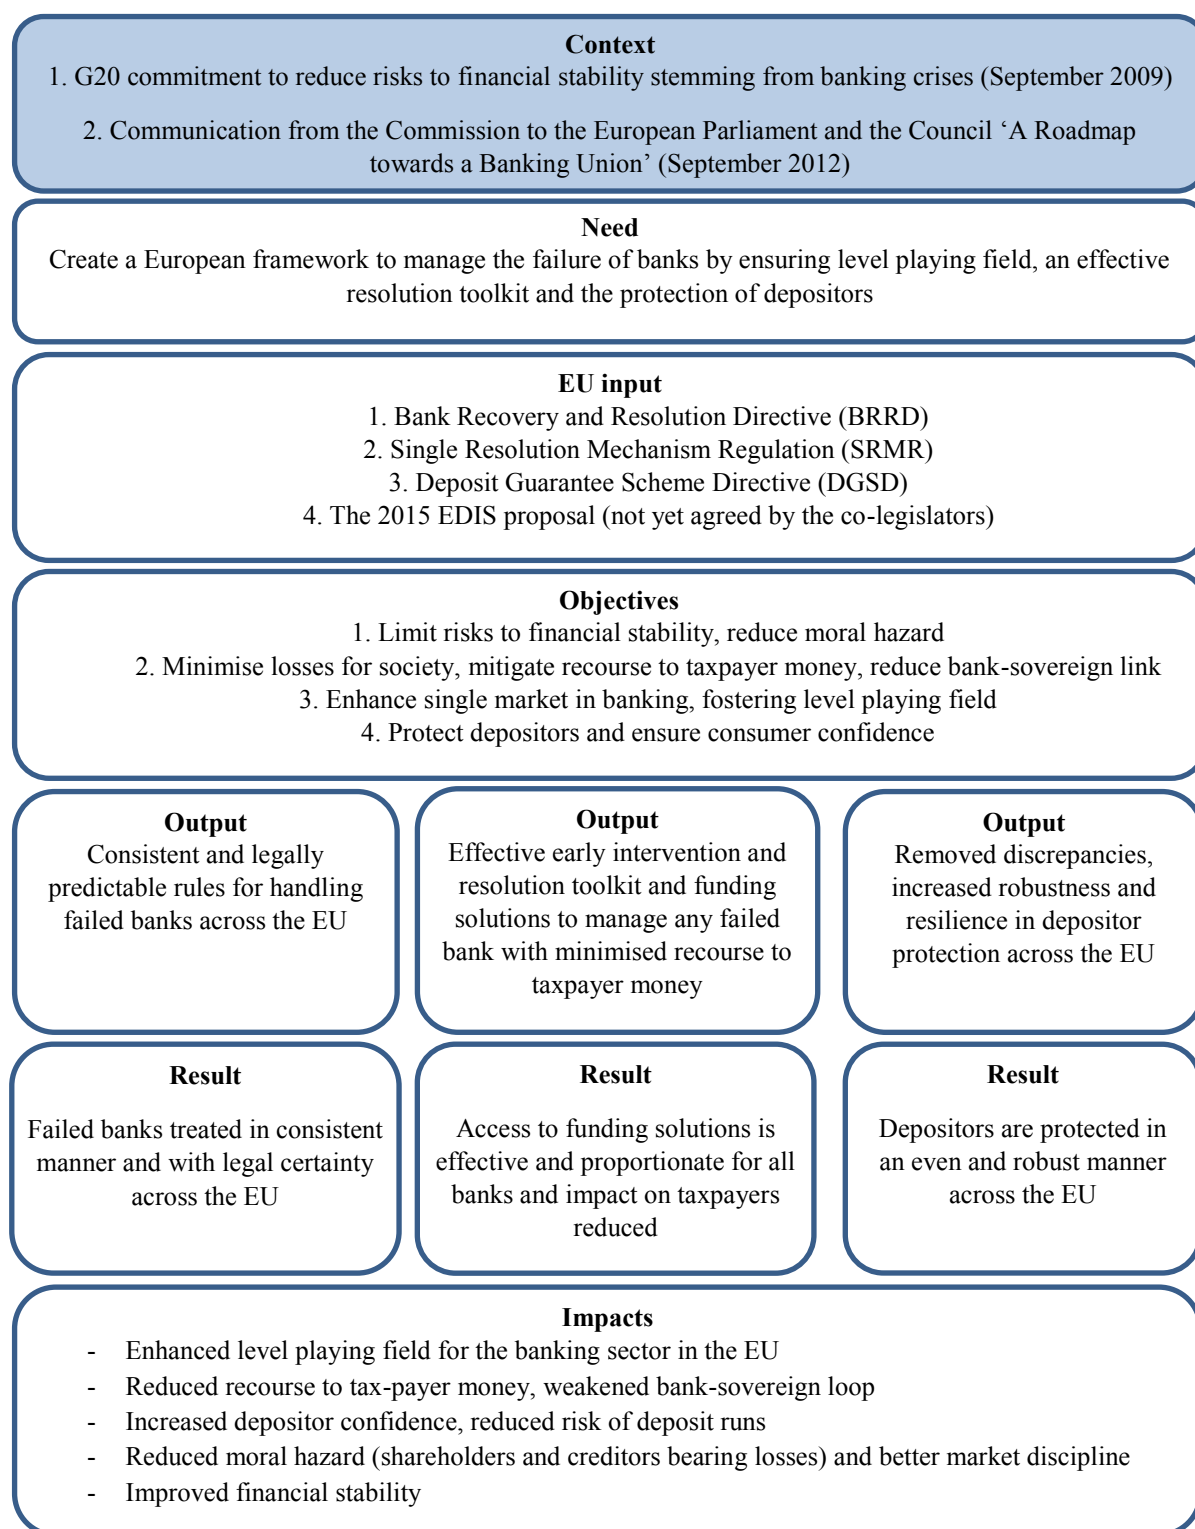 Context
1. G20 commitment to reduce risks to financial stability stemming from banking crises (September 2009)
2. Communication from the Commission to the European Parliament and the Council ‘A Roadmap
towards a Banking Union’ (September 2012)
Need
Create a European framework to manage the failure of banks by ensuring level playing field, an effective
resolution toolkit and the protection of depositors
EU input
1. Bank Recovery and Resolution Directive (BRRD)
2. Single Resolution Mechanism Regulation (SRMR)
3. Deposit Guarantee Scheme Directive (DGSD)
4. The 2015 EDIS proposal (not yet agreed by the co-legislators)
Objectives
1. Limit risks to financial stability, reduce moral hazard
2. Minimise losses for society, mitigate recourse to taxpayer money, reduce bank-sovereign link
3. Enhance single market in banking, fostering level playing field
4. Protect depositors and ensure consumer confidence
Output
Consistent and legally
predictable rules for handling
failed banks across the EU
Output
Effective early intervention and
resolution toolkit and funding
solutions to manage any failed
bank with minimised recourse to
taxpayer money
Output
Removed discrepancies,
increased robustness and
resilience in depositor
protection across the EU
Result
Failed banks treated in consistent
manner and with legal certainty
across the EU
Result
Access to funding solutions is
effective and proportionate for all
banks and impact on taxpayers
reduced
Result
Depositors are protected in
an even and robust manner
across the EU
Impacts
- Enhanced level playing field for the banking sector in the EU
- Reduced recourse to tax-payer money, weakened bank-sovereign loop
- Increased depositor confidence, reduced risk of deposit runs
- Reduced moral hazard (shareholders and creditors bearing losses) and better market discipline
- Improved financial stability